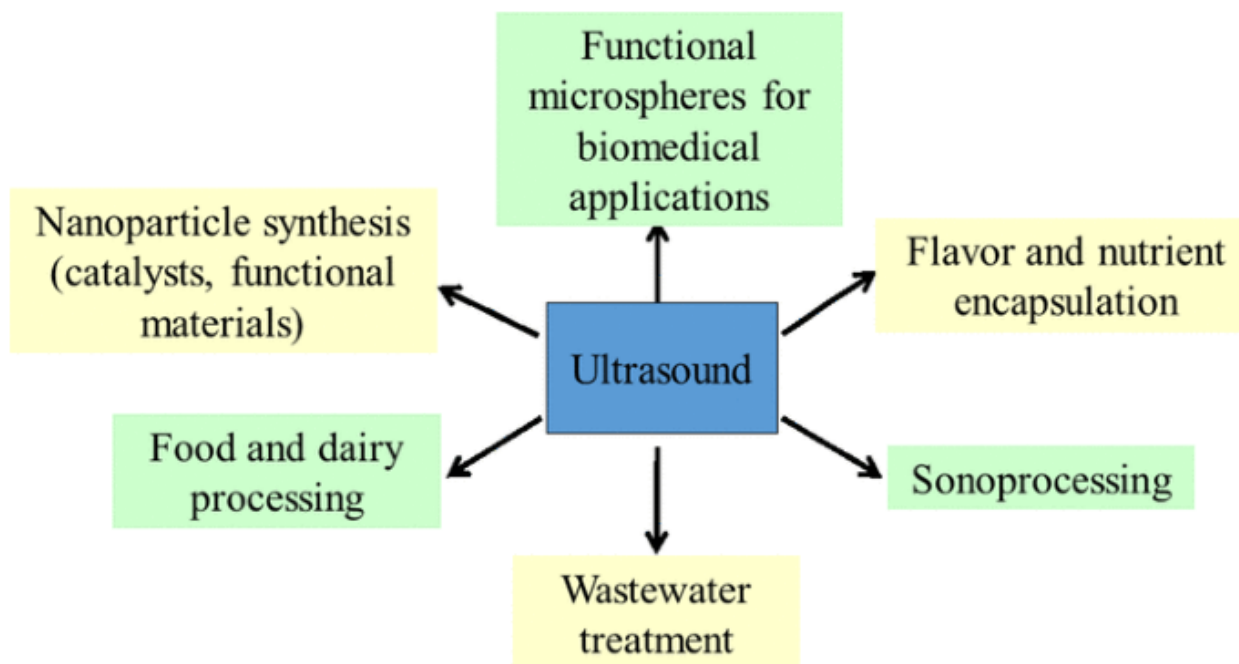 Functional
microspheres for
biomedical
applications
Nanoparticle synthesis
(catalysts, functional
materials)
Flavor and nutrient
encapsulation
Ultrasound
Food and dairy
processing
Sonoprocessing
Wastewater
treatment